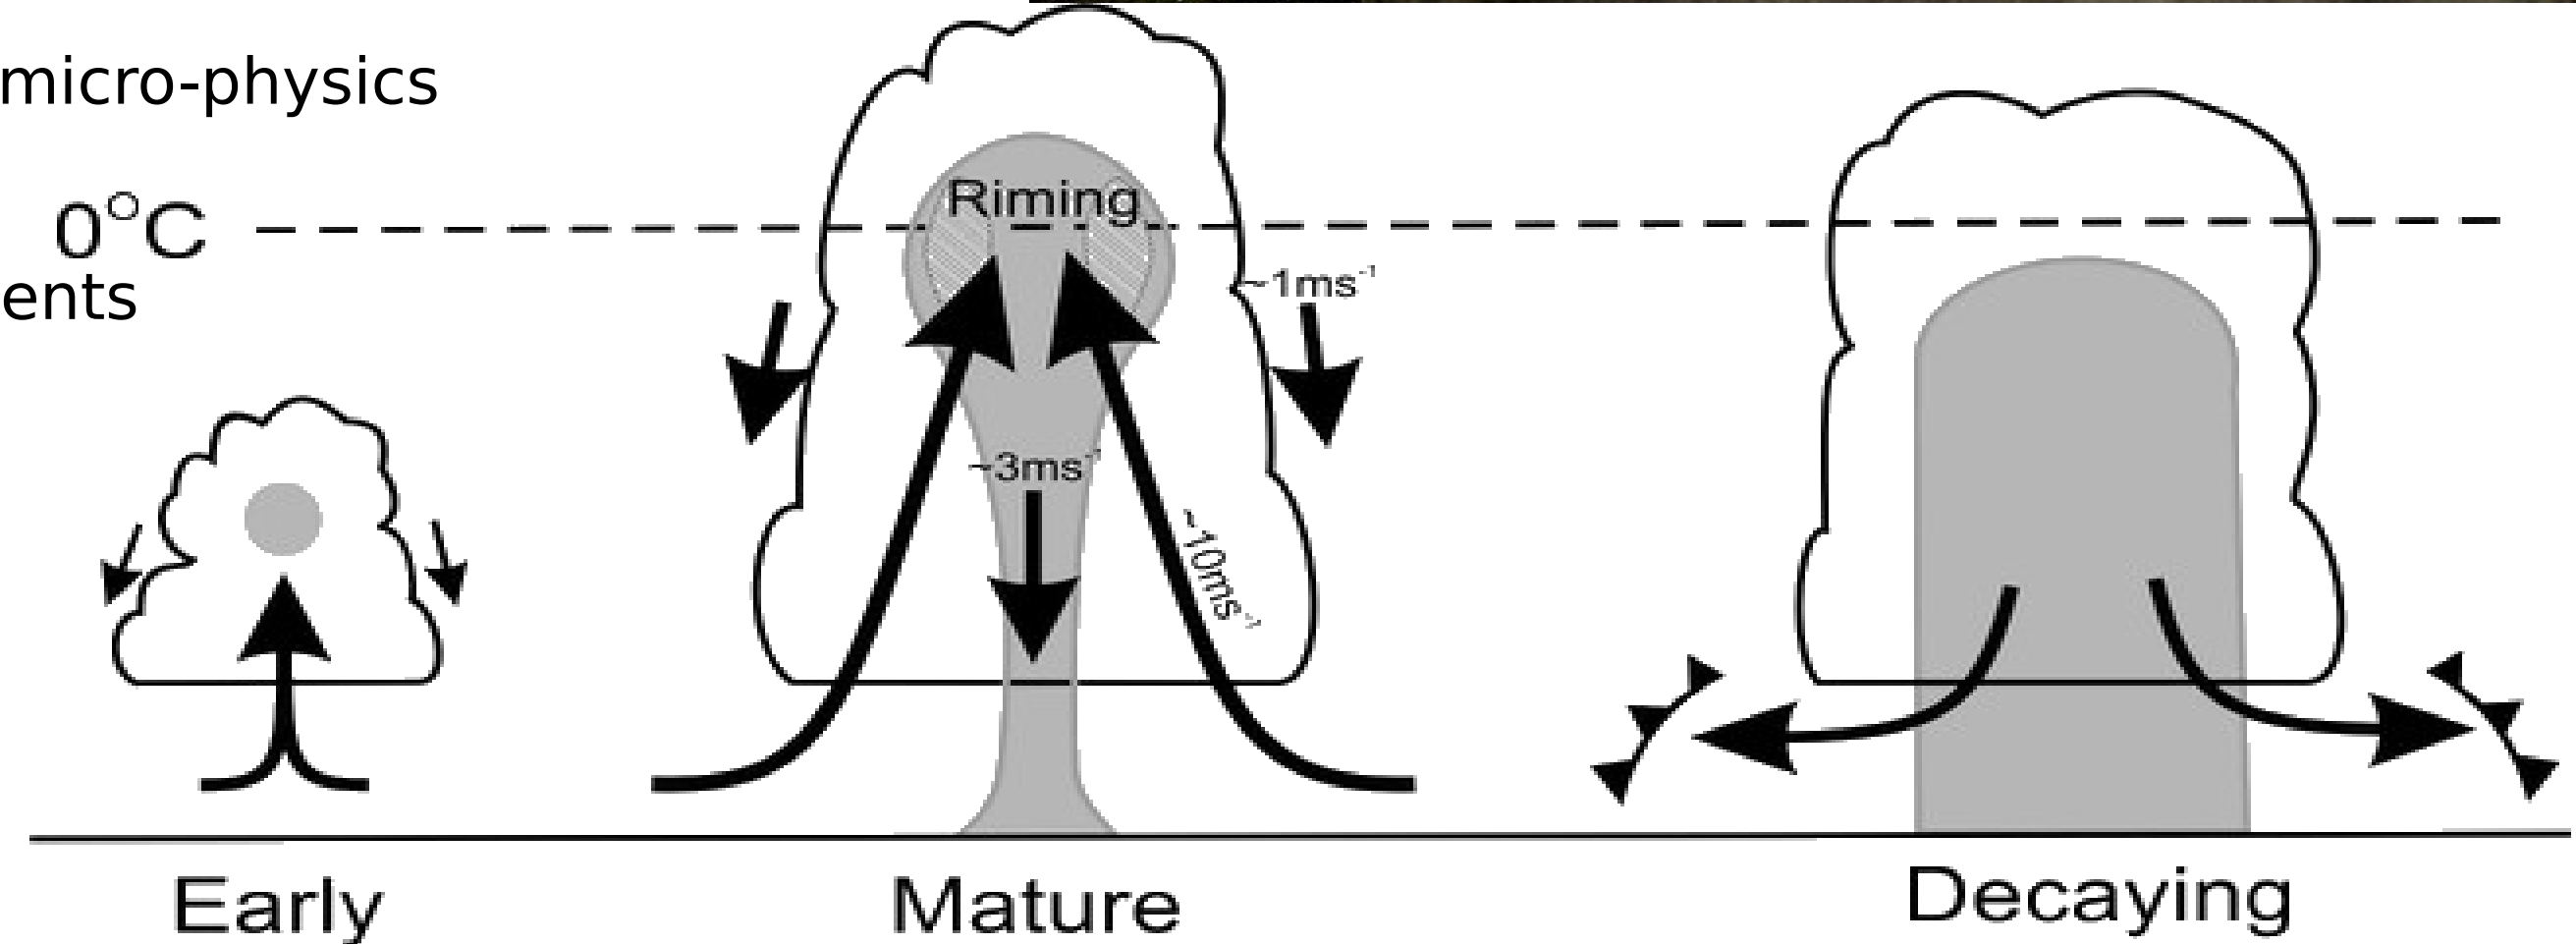 micro-physics
Riming
0°C
ents
~1ms⁻¹
~3ms⁻¹
~10ms⁻¹
Early
Mature
Decaying